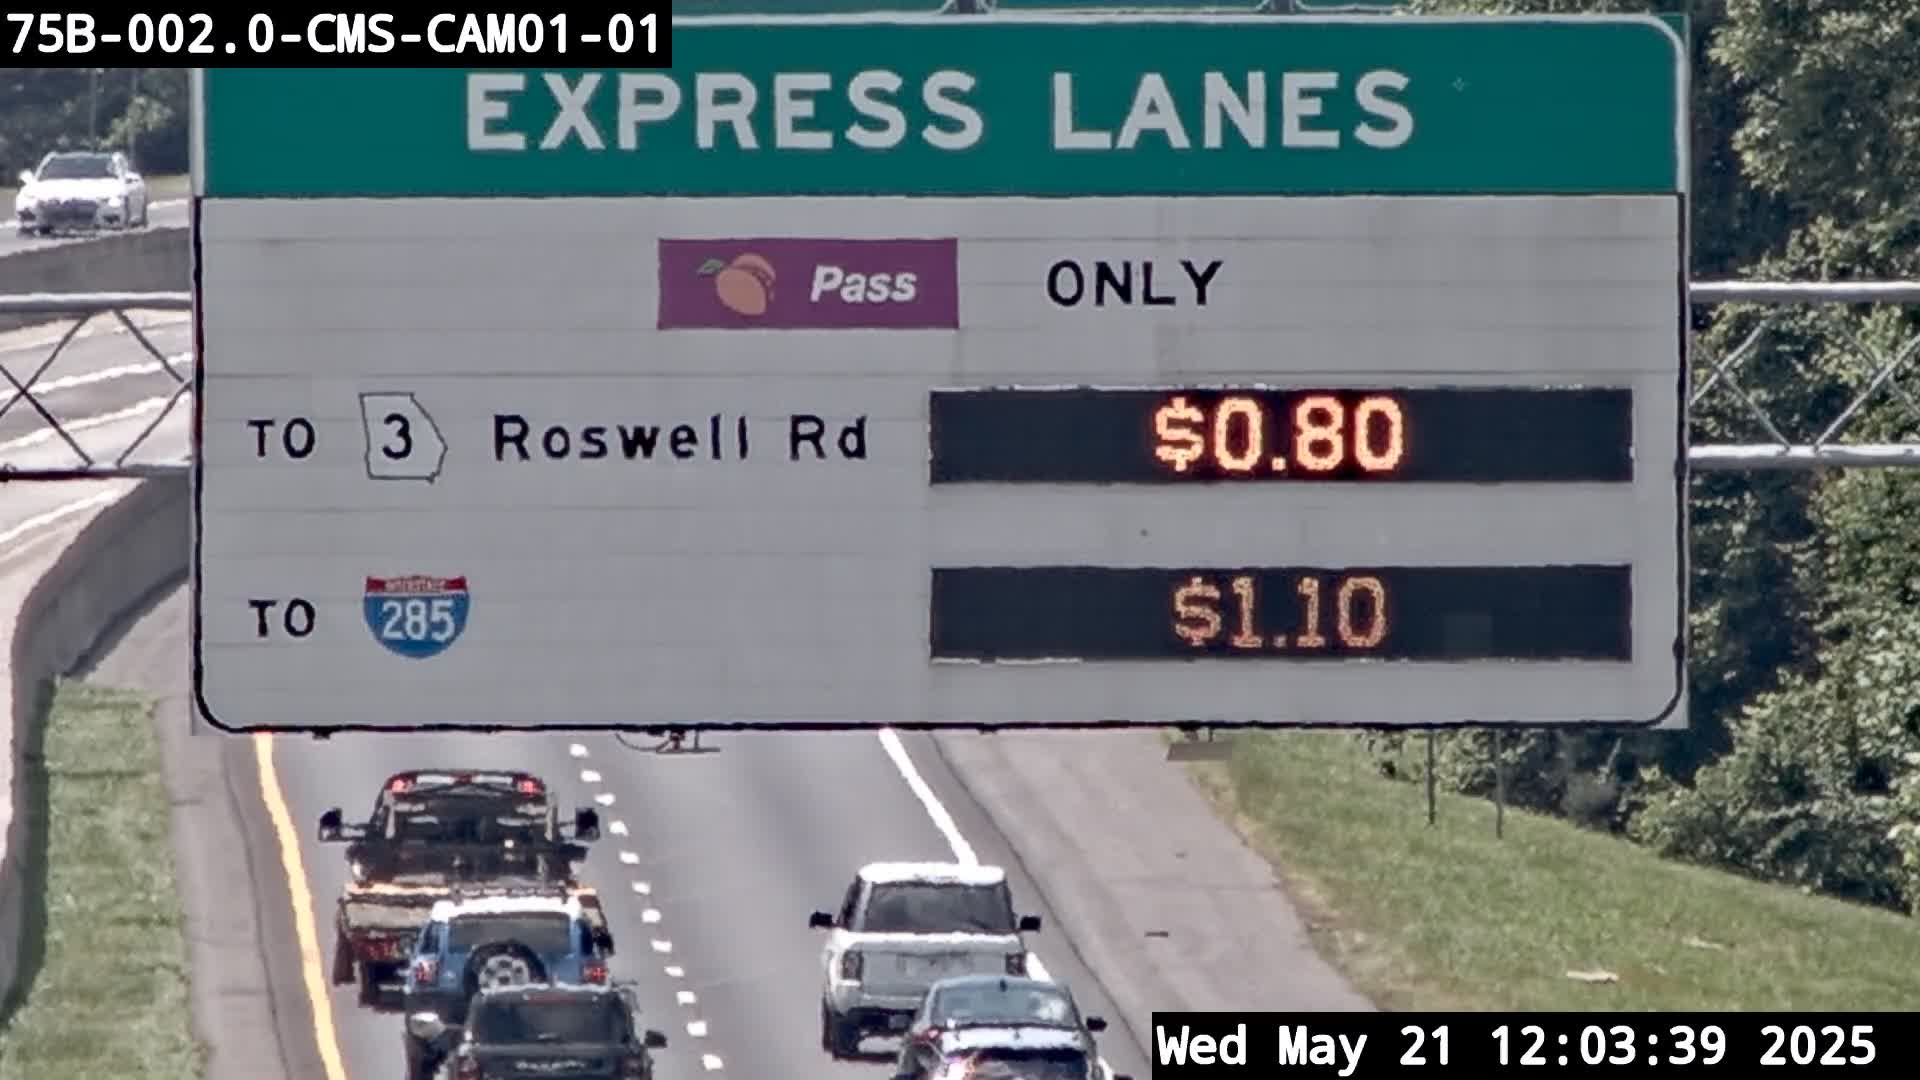 75B-002.0-CMS-CAM01-01
EXPRESS LANES
Pass ONLY
TO 3 Roswell Rd $0.80
INTERSTATE
TO 285 $1.10
Wed May 21 12:03:39 2025